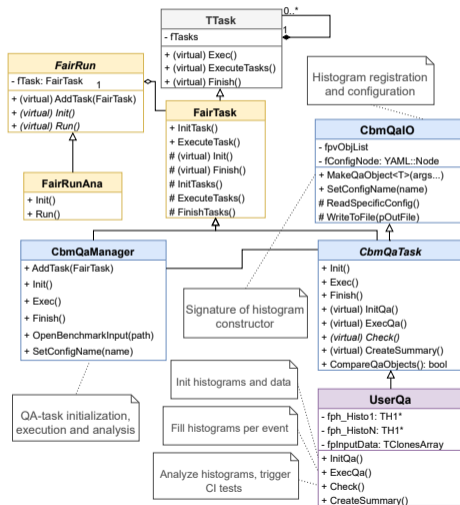 TTask
- fTasks
+ (virtual) Exec()
+ (virtual) ExecuteTasks()
+ (virtual) Finish()
0..*
1
FairRun
- fTask: FairTask
1
+ (virtual) AddTask(FairTask)
+ (virtual) Init()
+ (virtual) Run()
FairTask
+ InitTask()
+ ExecuteTask()
# (virtual) Init()
# (virtual) Finish()
# InitTasks()
# ExecuteTasks()
# FinishTasks()
FairRunAna
+ Init()
+ Run()
Histogram registration
and configuration
CbmQaIO
- fpvObjList
- fConfigNode: YAML::Node
+ MakeQaObject<T>(args...)
+ SetConfigName(name)
# ReadSpecificConfig()
# WriteToFile(pOutFile)
CbmQaManager
+ AddTask(FairTask)
+ Init()
+ Exec()
+ Finish()
+ OpenBenchmarkInput(path)
+ SetConfigName(name)
CbmQaTask
+ Init()
+ Exec()
+ Finish()
+ (virtual) InitQa()
+ (virtual) ExecQa()
+ (virtual) Check()
+ (virtual) CreateSummary()
+ CompareQaObjects(): bool
Signature of histogram
constructor
QA-task initialization,
execution and analysis
Init histograms and data
Fill histograms per event
Analyze histograms, trigger
CI tests
UserQa
- fph_Histo1: TH1*
- fph_HistoN: TH1*
- fpInputData: TClonesArray
+ InitQa()
+ ExecQa()
+ Check()
+ CreateSummary()